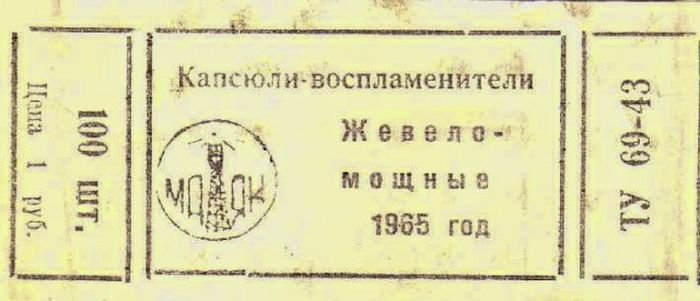 100 шт.
Цена 1 руб.
Капсюли-воспламенители
Жевело-
мощные
1965 год
МАЯК
ТУ 69-43